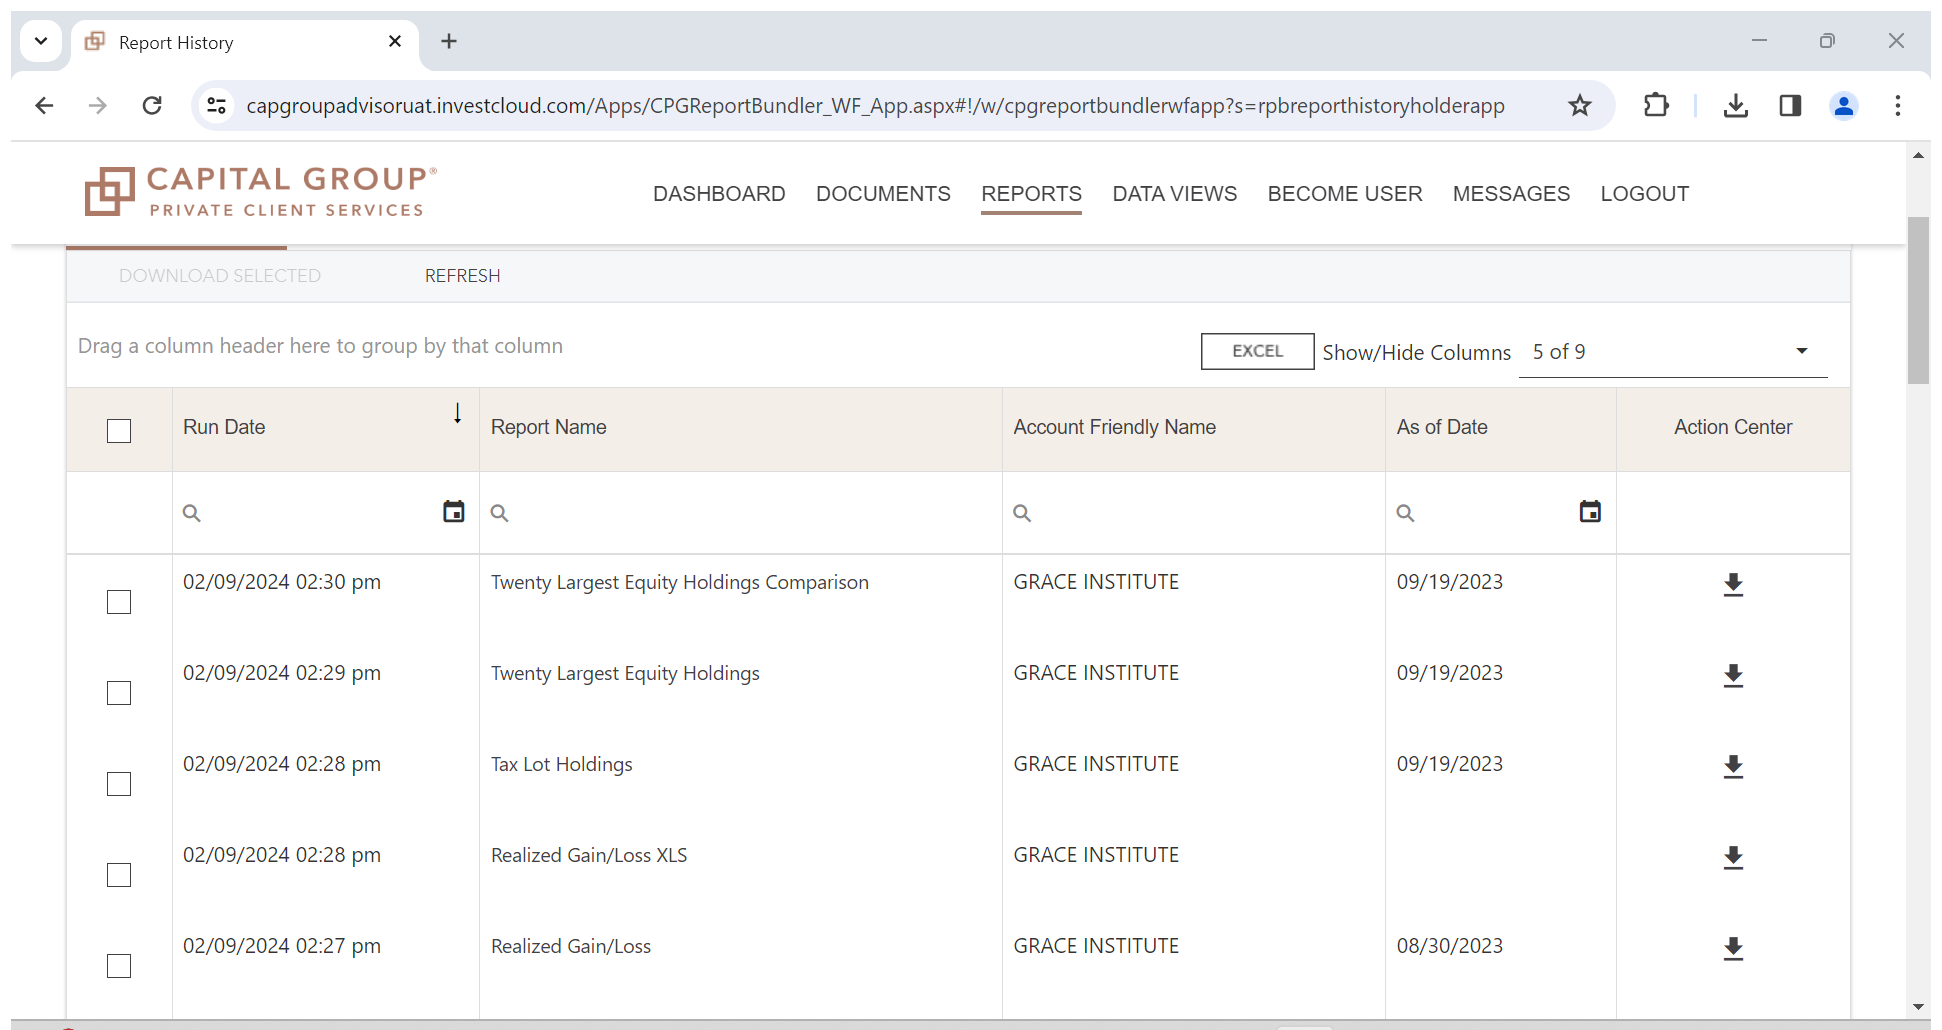 Report History
capgroupadvisoruat.investcloud.com/Apps/CPGReportBundler_WF_App.aspx#!/w/cpgreportbundlerwfapp?s=rpbreporthistoryholderapp
CAPITAL GROUP®
PRIVATE CLIENT SERVICES
DASHBOARD DOCUMENTS REPORTS DATA VIEWS BECOME USER MESSAGES LOGOUT
DOWNLOAD SELECTED REFRESH
Drag a column header here to group by that column
EXCEL Show/Hide Columns 5 of 9
Run Date Report Name Account Friendly Name As of Date Action Center
02/09/2024 02:30 pm Twenty Largest Equity Holdings Comparison GRACE INSTITUTE 09/19/2023
02/09/2024 02:29 pm Twenty Largest Equity Holdings GRACE INSTITUTE 09/19/2023
02/09/2024 02:28 pm Tax Lot Holdings GRACE INSTITUTE 09/19/2023
02/09/2024 02:28 pm Realized Gain/Loss XLS GRACE INSTITUTE
02/09/2024 02:27 pm Realized Gain/Loss GRACE INSTITUTE 08/30/2023